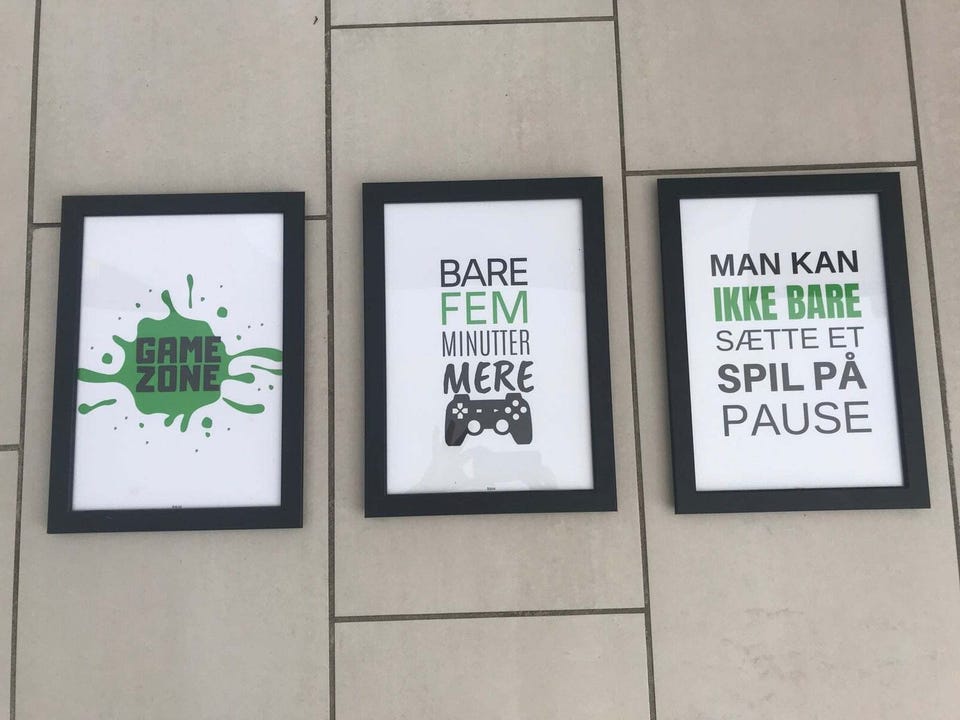 GAME
ZONE
BARE
FEM
MINUTTER
MERE
MAN KAN
IKKE BARE
SÆTTE ET
SPIL PÅ
PAUSE